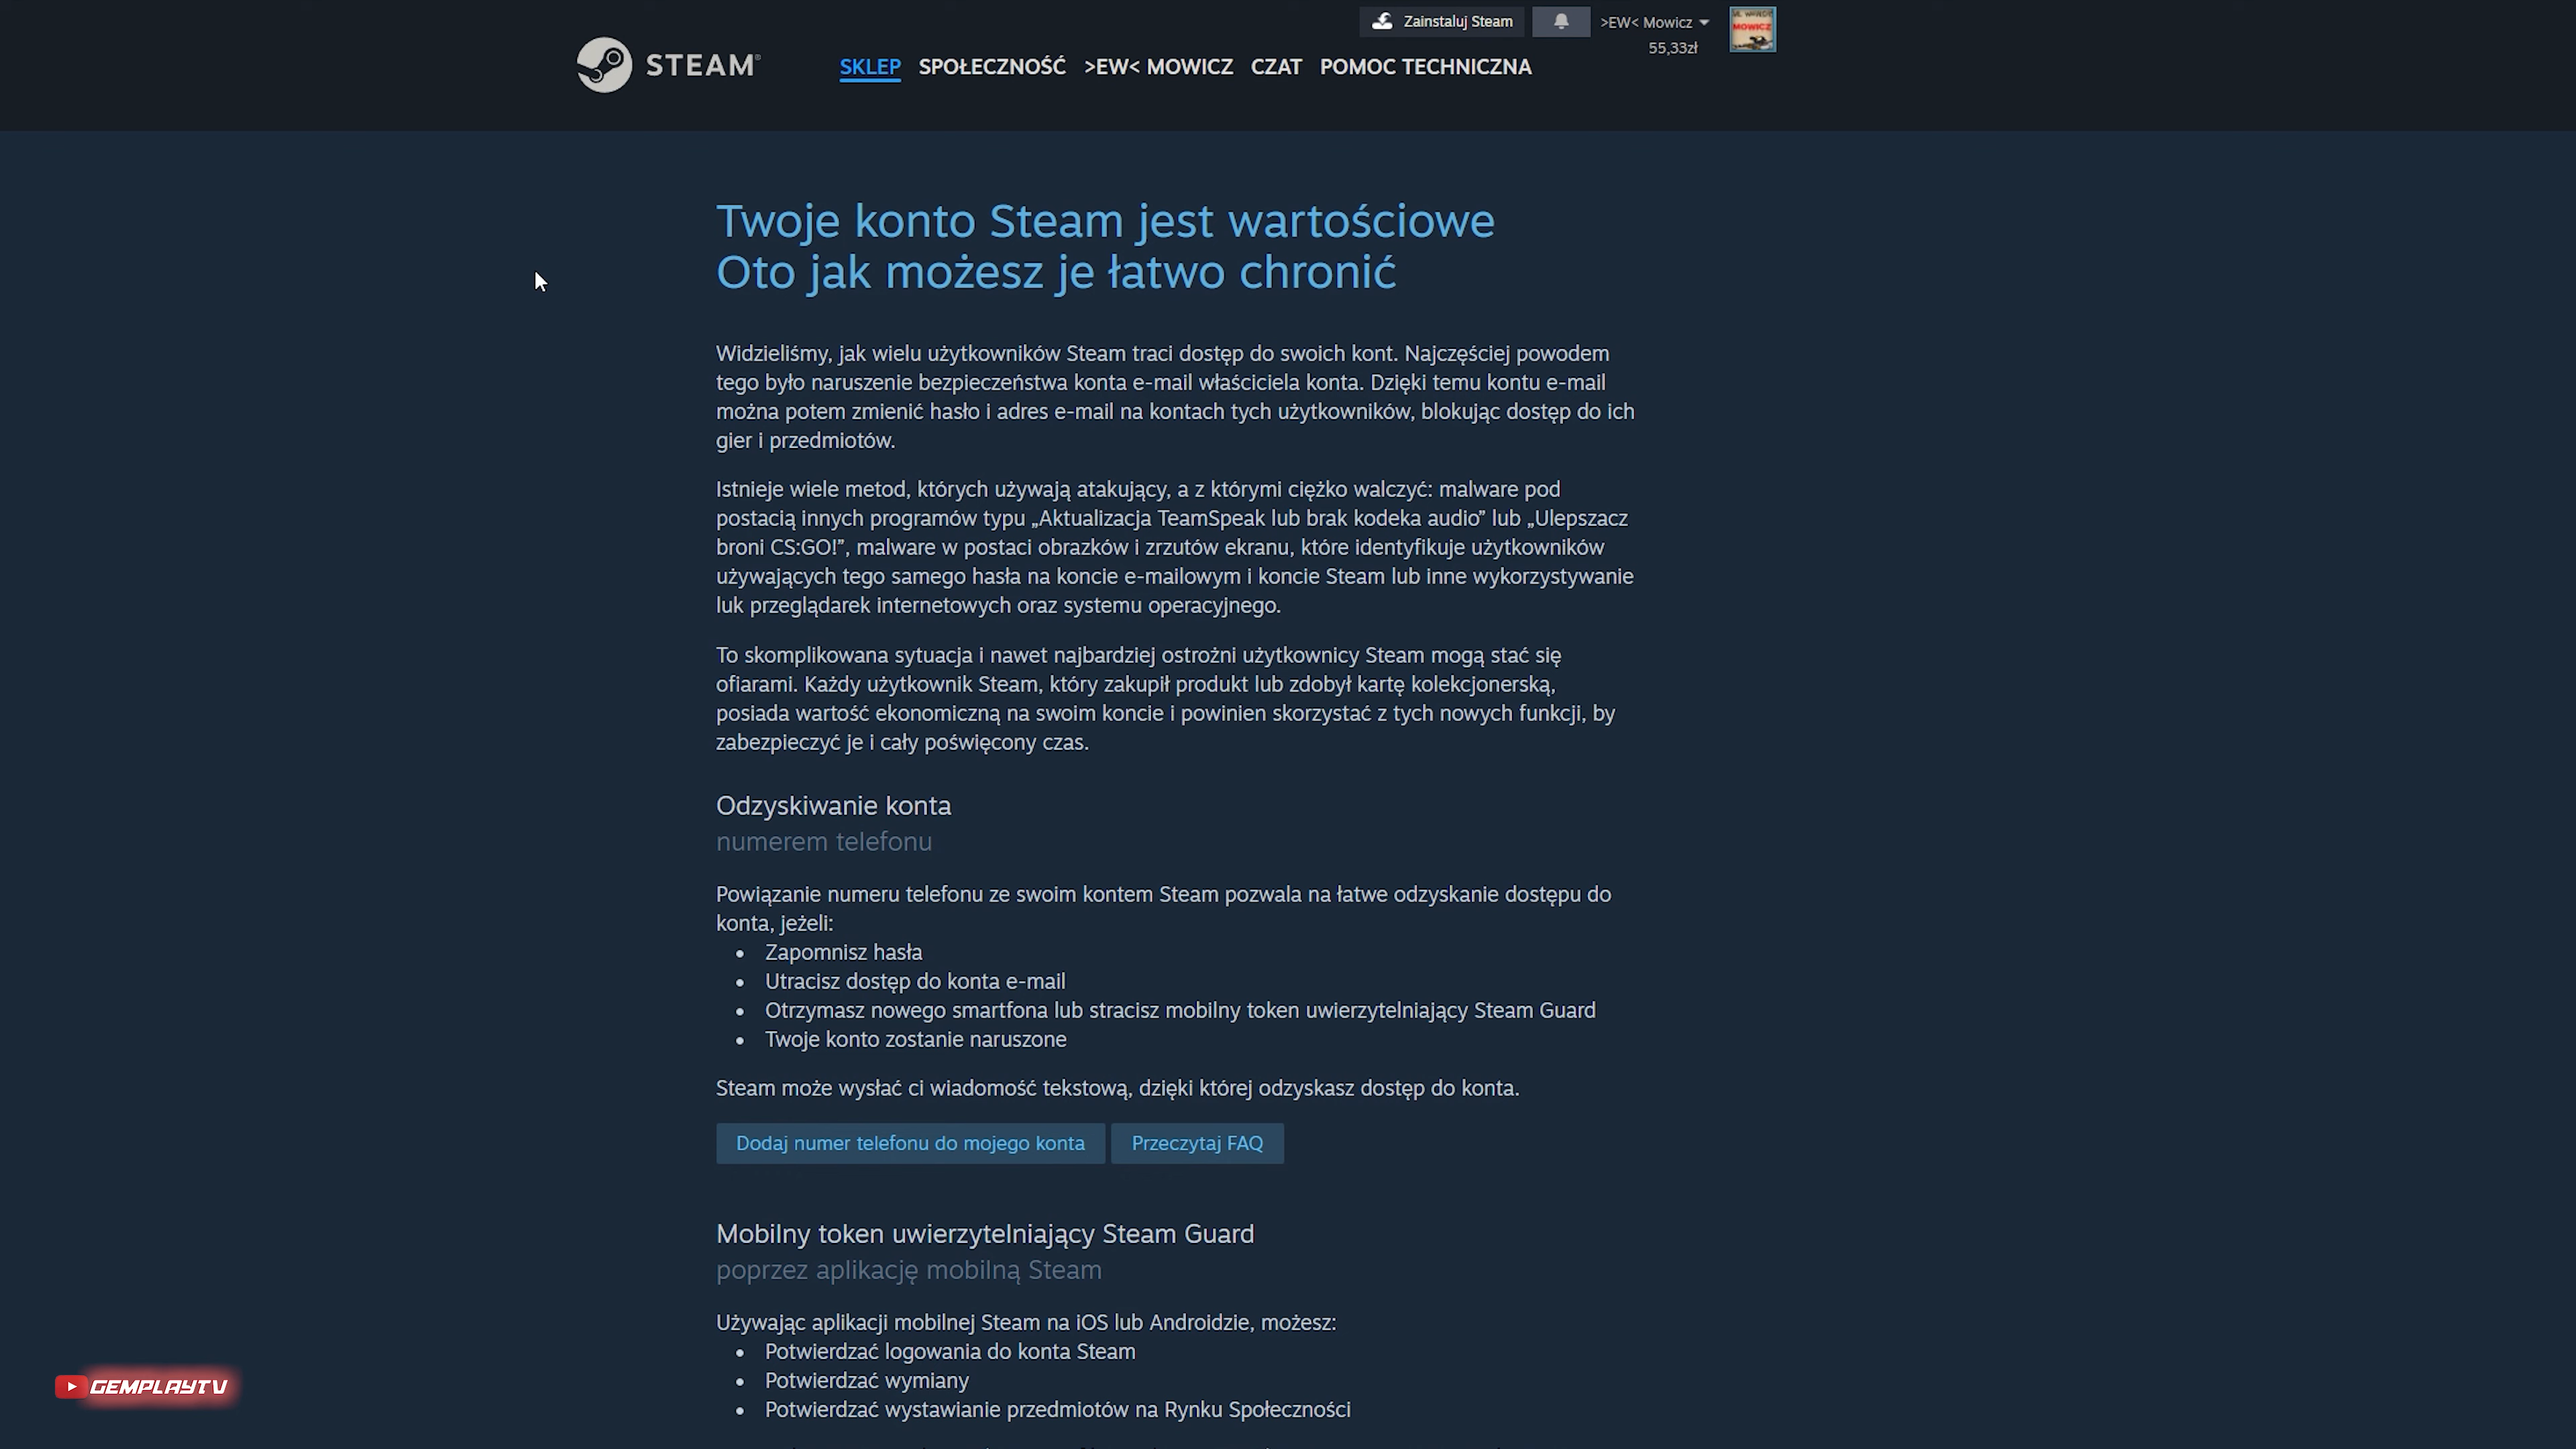 Zainstaluj Steam
>EW< Mowicz
55,33zł
MOWICZ
STEAM®
SKLEP SPOŁECZNOŚĆ >EW< MOWICZ CZAT POMOC TECHNICZNA
Twoje konto Steam jest wartościowe
Oto jak możesz je łatwo chronić
Widzieliśmy, jak wielu użytkowników Steam traci dostęp do swoich kont. Najczęściej powodem
tego było naruszenie bezpieczeństwa konta e-mail właściciela konta. Dzięki temu kontu e-mail
można potem zmienić hasło i adres e-mail na kontach tych użytkowników, blokując dostęp do ich
gier i przedmiotów.
Istnieje wiele metod, których używają atakujący, a z którymi ciężko walczyć: malware pod
postacią innych programów typu „Aktualizacja TeamSpeak lub brak kodeka audio” lub „Ulepszacz
broni CS:GO!”, malware w postaci obrazków i zrzutów ekranu, które identyfikuje użytkowników
używających tego samego hasła na koncie e-mailowym i koncie Steam lub inne wykorzystywanie
luk przeglądarek internetowych oraz systemu operacyjnego.
To skomplikowana sytuacja i nawet najbardziej ostrożni użytkownicy Steam mogą stać się
ofiarami. Każdy użytkownik Steam, który zakupił produkt lub zdobył kartę kolekcjonerską,
posiada wartość ekonomiczną na swoim koncie i powinien skorzystać z tych nowych funkcji, by
zabezpieczyć je i cały poświęcony czas.
Odzyskiwanie konta
numerem telefonu
Powiązanie numeru telefonu ze swoim kontem Steam pozwala na łatwe odzyskanie dostępu do
konta, jeżeli:
• Zapomnisz hasła
• Utracisz dostęp do konta e-mail
• Otrzymasz nowego smartfona lub stracisz mobilny token uwierzytelniający Steam Guard
• Twoje konto zostanie naruszone
Steam może wysłać ci wiadomość tekstową, dzięki której odzyskasz dostęp do konta.
Dodaj numer telefonu do mojego konta Przeczytaj FAQ
Mobilny token uwierzytelniający Steam Guard
poprzez aplikację mobilną Steam
Używając aplikacji mobilnej Steam na iOS lub Androidzie, możesz:
• Potwierdzać logowania do konta Steam
• Potwierdzać wymiany
• Potwierdzać wystawianie przedmiotów na Rynku Społeczności
GEMPLAYTV